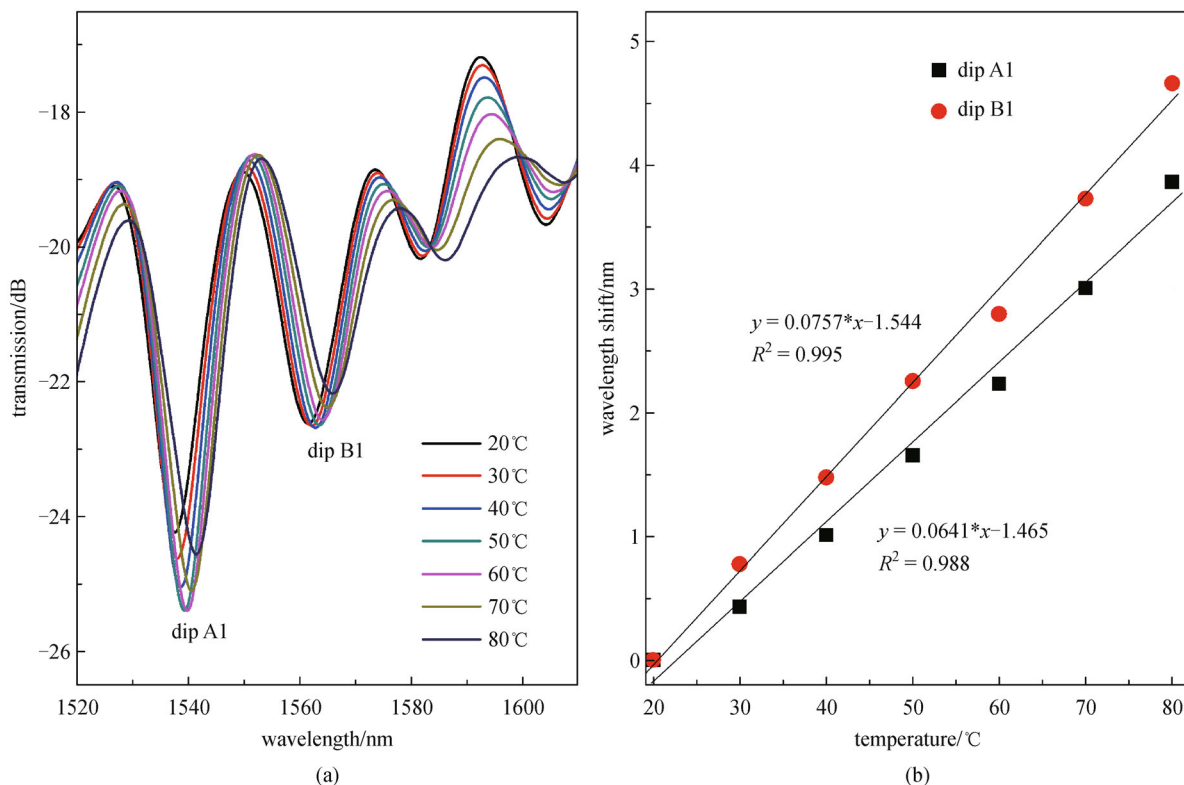 −18
−20
−22
−24
−26
transmission/dB
1520
1540
1560
1580
1600
wavelength/nm
dip A1
dip B1
20℃
30℃
40℃
50℃
60℃
70℃
80℃
(a)
5
4
3
2
1
0
wavelength shift/nm
20
30
40
50
60
70
80
temperature/℃
dip A1
dip B1
y = 0.0757*x−1.544
R² = 0.995
y = 0.0641*x−1.465
R² = 0.988
(b)